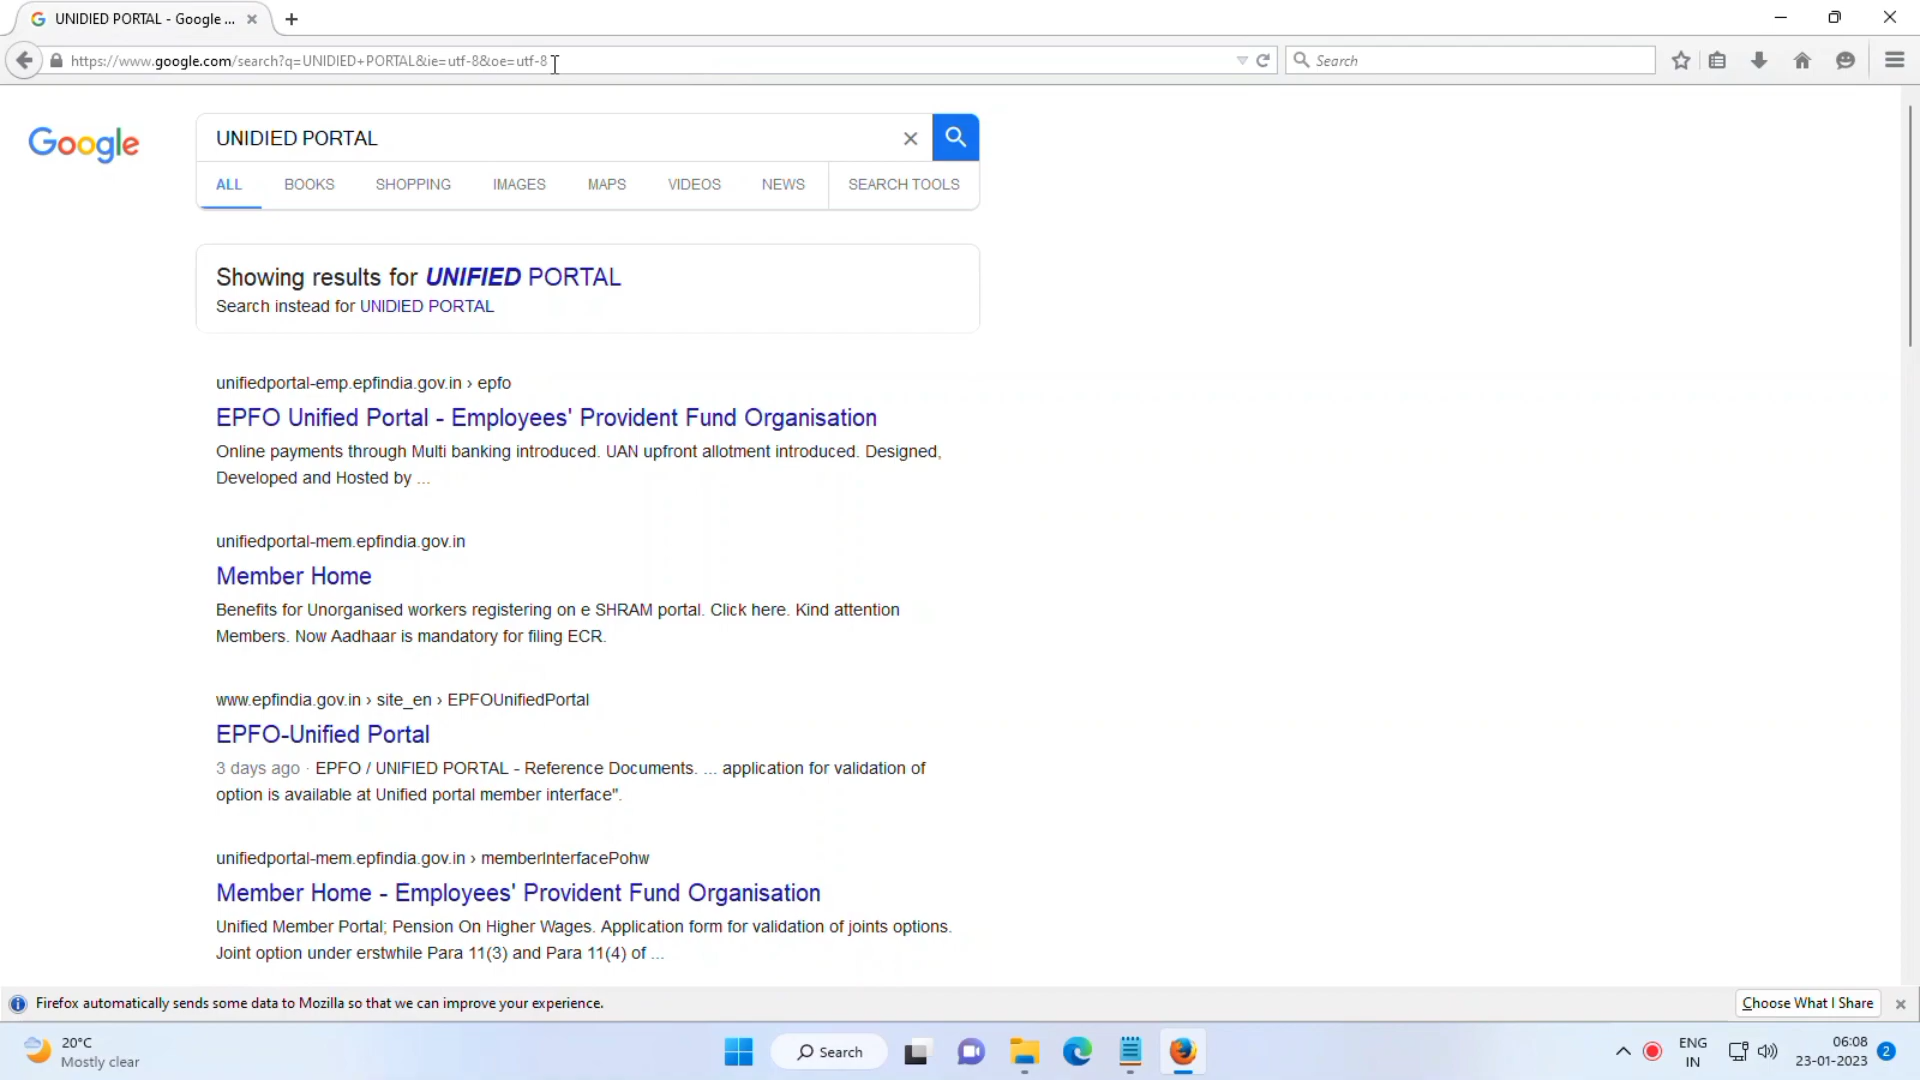 UNIDIED PORTAL - Google ...
https://www.google.com/search?q=UNIDIED+PORTAL&ie=utf-8&oe=utf-8
Search
Google
UNIDIED PORTAL
ALL BOOKS SHOPPING IMAGES MAPS VIDEOS NEWS SEARCH TOOLS
Showing results for UNIFIED PORTAL
Search instead for UNIDIED PORTAL
unifiedportal-emp.epfindia.gov.in › epfo
EPFO Unified Portal - Employees' Provident Fund Organisation
Online payments through Multi banking introduced. UAN upfront allotment introduced. Designed,
Developed and Hosted by ...
unifiedportal-mem.epfindia.gov.in
Member Home
Benefits for Unorganised workers registering on e SHRAM portal. Click here. Kind attention
Members. Now Aadhaar is mandatory for filing ECR.
www.epfindia.gov.in › site_en › EPFOUnifiedPortal
EPFO-Unified Portal
3 days ago · EPFO / UNIFIED PORTAL - Reference Documents. ... application for validation of
option is available at Unified portal member interface".
unifiedportal-mem.epfindia.gov.in › memberInterfacePohw
Member Home - Employees' Provident Fund Organisation
Unified Member Portal; Pension On Higher Wages. Application form for validation of joints options.
Joint option under erstwhile Para 11(3) and Para 11(4) of ...
Firefox automatically sends some data to Mozilla so that we can improve your experience.
Choose What I Share
20°C
Mostly clear
Search
ENG
IN
06:08
23-01-2023
2